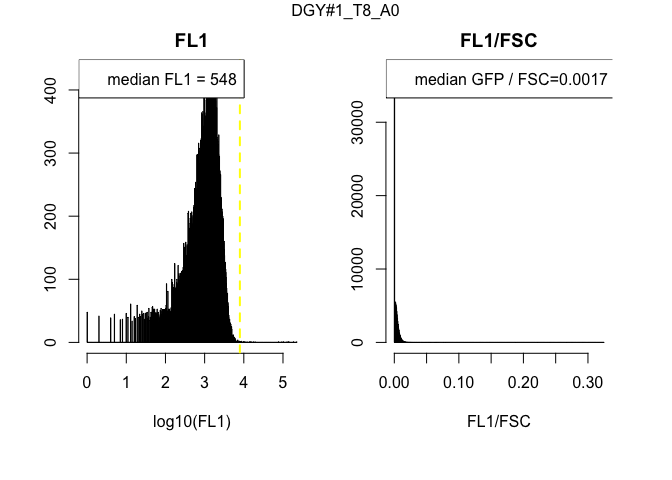 DGY#1_T8_A0
FL1
median FL1 = 548
0
100
200
300
400
0 1 2 3 4 5
log10(FL1)
FL1/FSC
median GFP / FSC=0.0017
0
10000
20000
30000
0.00 0.10 0.20 0.30
FL1/FSC